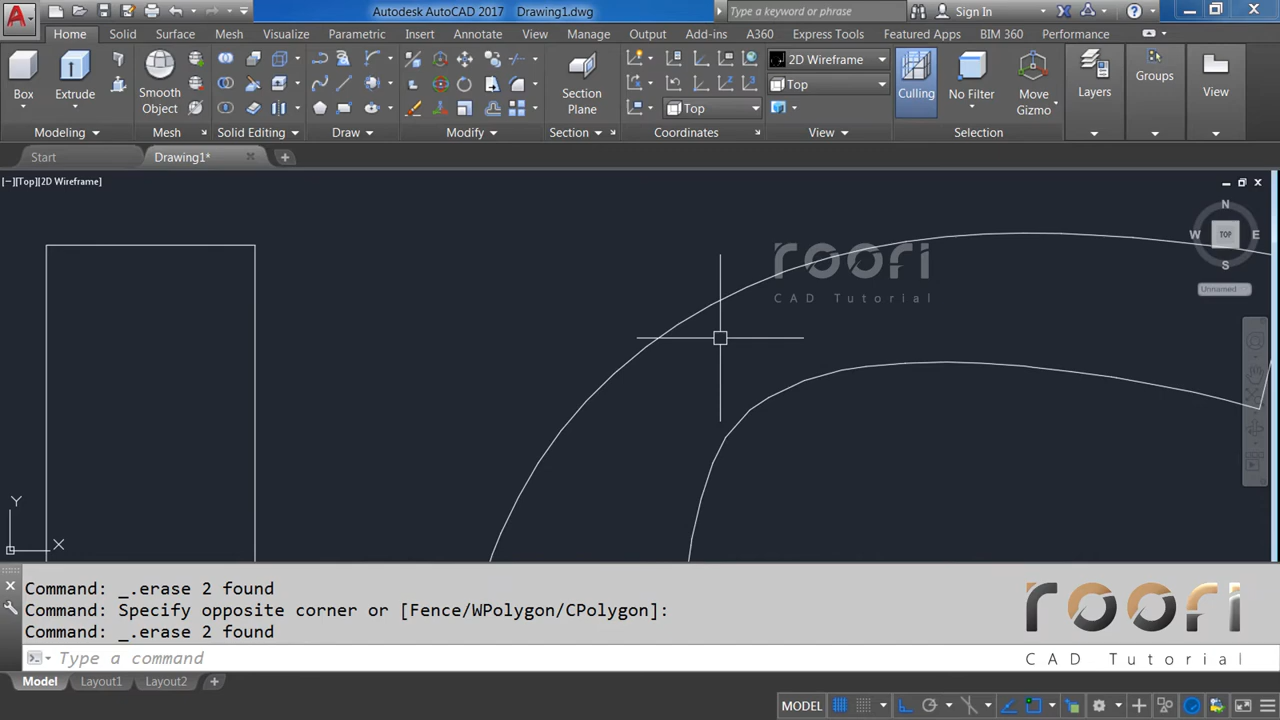 Autodesk AutoCAD 2017 Drawing1.dwg
Type a keyword or phrase
Sign In
Home Solid Surface Mesh Visualize Parametric Insert Annotate View Manage Output Add-ins A360 Express Tools Featured Apps BIM 360 Performance
2D Wireframe
Top
Top
Box
Extrude
Smooth
Object
Section
Plane
Culling
No Filter
Move
Gizmo
Layers
Groups
View
Modeling Mesh Solid Editing Draw Modify Section Coordinates View Selection
Start
Drawing1*
[−][Top][2D Wireframe]
N
W
TOP
E
S
Unnamed
roofi
CAD Tutorial
Y
X
Command: _.erase 2 found
Command: Specify opposite corner or [Fence/WPolygon/CPolygon]:
Command: _.erase 2 found
Type a command
roofi
CAD Tutorial
Model Layout1 Layout2
MODEL